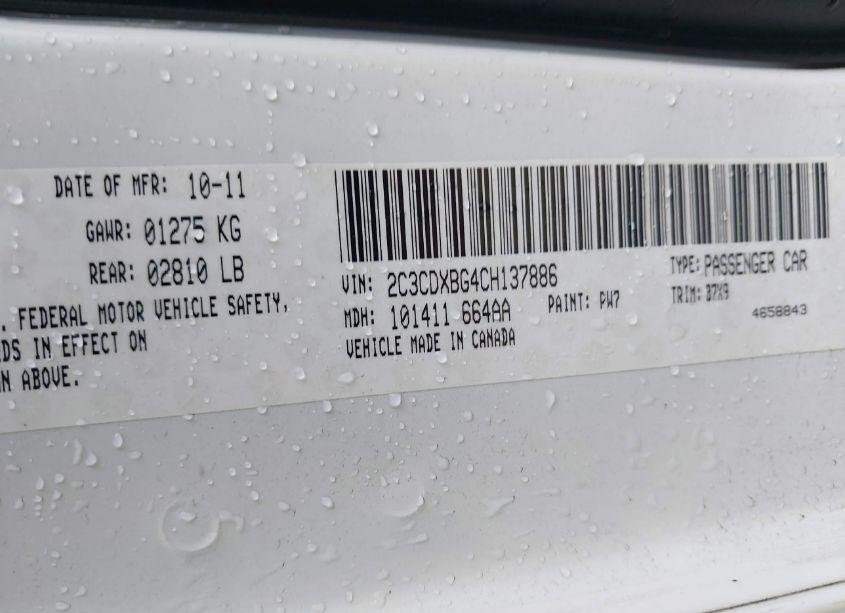 DATE OF MFR: 10-11
GAWR: 01275 KG
REAR: 02810 LB
. FEDERAL MOTOR VEHICLE SAFETY,
DS IN EFFECT ON
N ABOVE.
VIN: 2C3CDXBG4CH137886
TYPE: PASSENGER CAR
MDH: 101411 664AA
PAINT: PW7
TRIM: B7X9
4658843
VEHICLE MADE IN CANADA